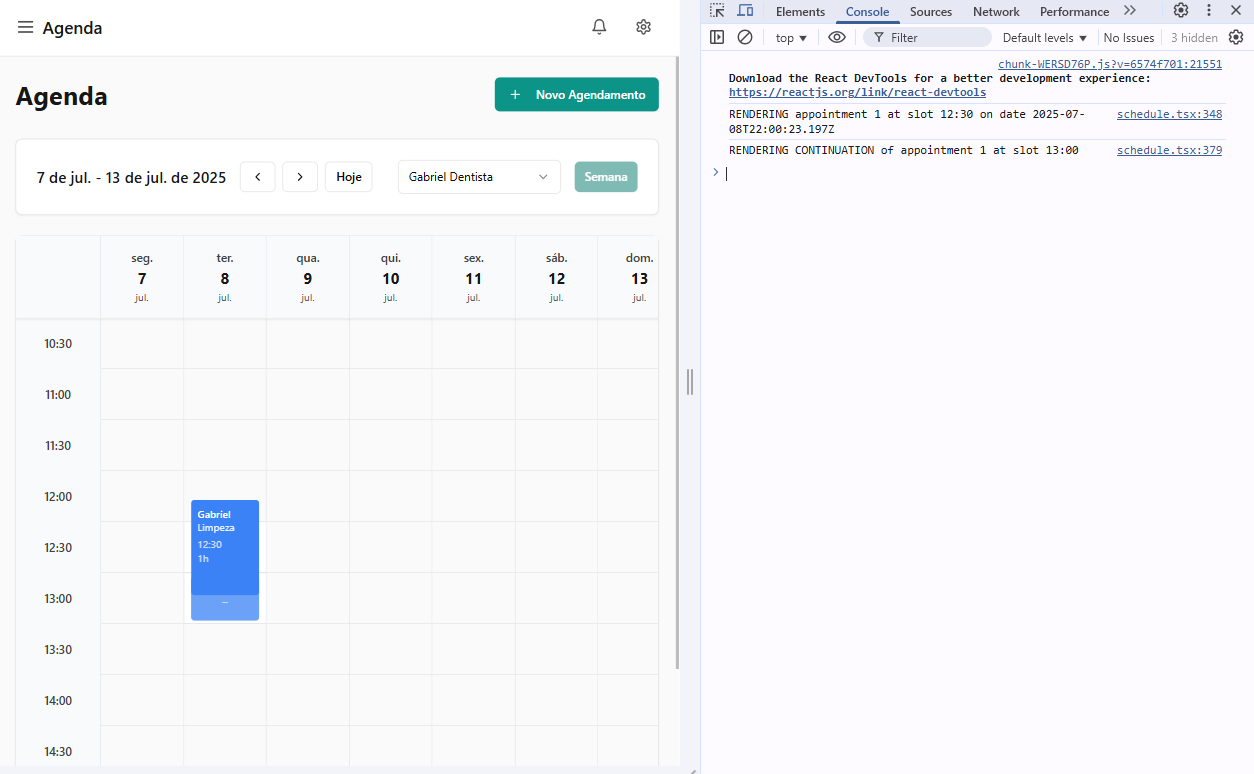 Agenda
Agenda
+ Novo Agendamento
7 de jul. - 13 de jul. de 2025
Hoje
Gabriel Dentista
Semana
seg.
7
jul.
ter.
8
jul.
qua.
9
jul.
qui.
10
jul.
sex.
11
jul.
sáb.
12
jul.
dom.
13
jul.
10:30
11:00
11:30
12:00
12:30
13:00
13:30
14:00
14:30
Gabriel
Limpeza
12:30
1h
Elements Console Sources Network Performance
top Filter Default levels No Issues 3 hidden
chunk-WERSD76P.js?v=6574f701:21551
Download the React DevTools for a better development experience:
https://reactjs.org/link/react-devtools
RENDERING appointment 1 at slot 12:30 on date 2025-07- schedule.tsx:348
08T22:00:23.197Z
RENDERING CONTINUATION of appointment 1 at slot 13:00 schedule.tsx:379